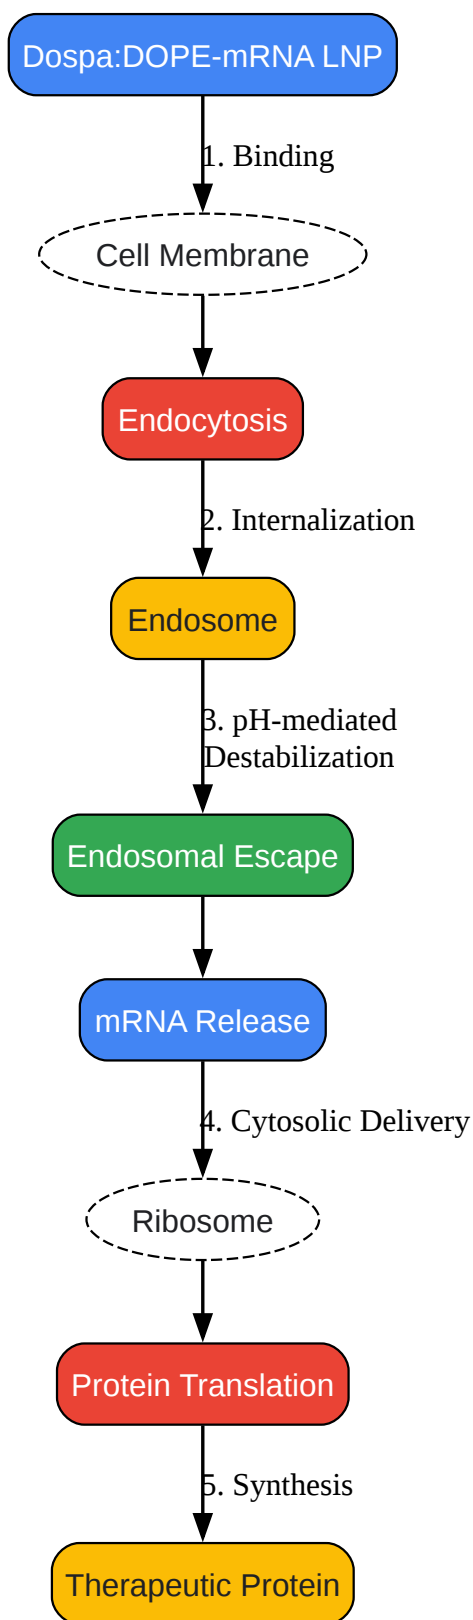 Dospa:DOPE-mRNA LNP
1. Binding
Cell Membrane
Endocytosis
2. Internalization
Endosome
3. pH-mediated
Destabilization
Endosomal Escape
mRNA Release
4. Cytosolic Delivery
Ribosome
Protein Translation
5. Synthesis
Therapeutic Protein